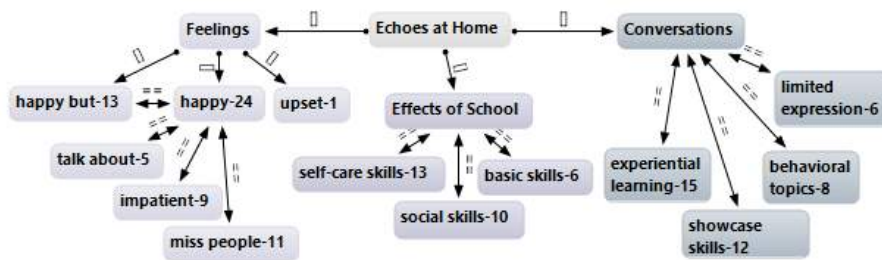 Feelings
Echoes at Home
Conversations
happy but-13
==
happy-24
upset-1
Effects of School
limited
expression-6
==
talk about-5
==
impatient-9
==
miss people-11
==
self-care skills-13
==
social skills-10
==
basic skills-6
==
experiential
learning-15
==
showcase
skills-12
==
behavioral
topics-8
==